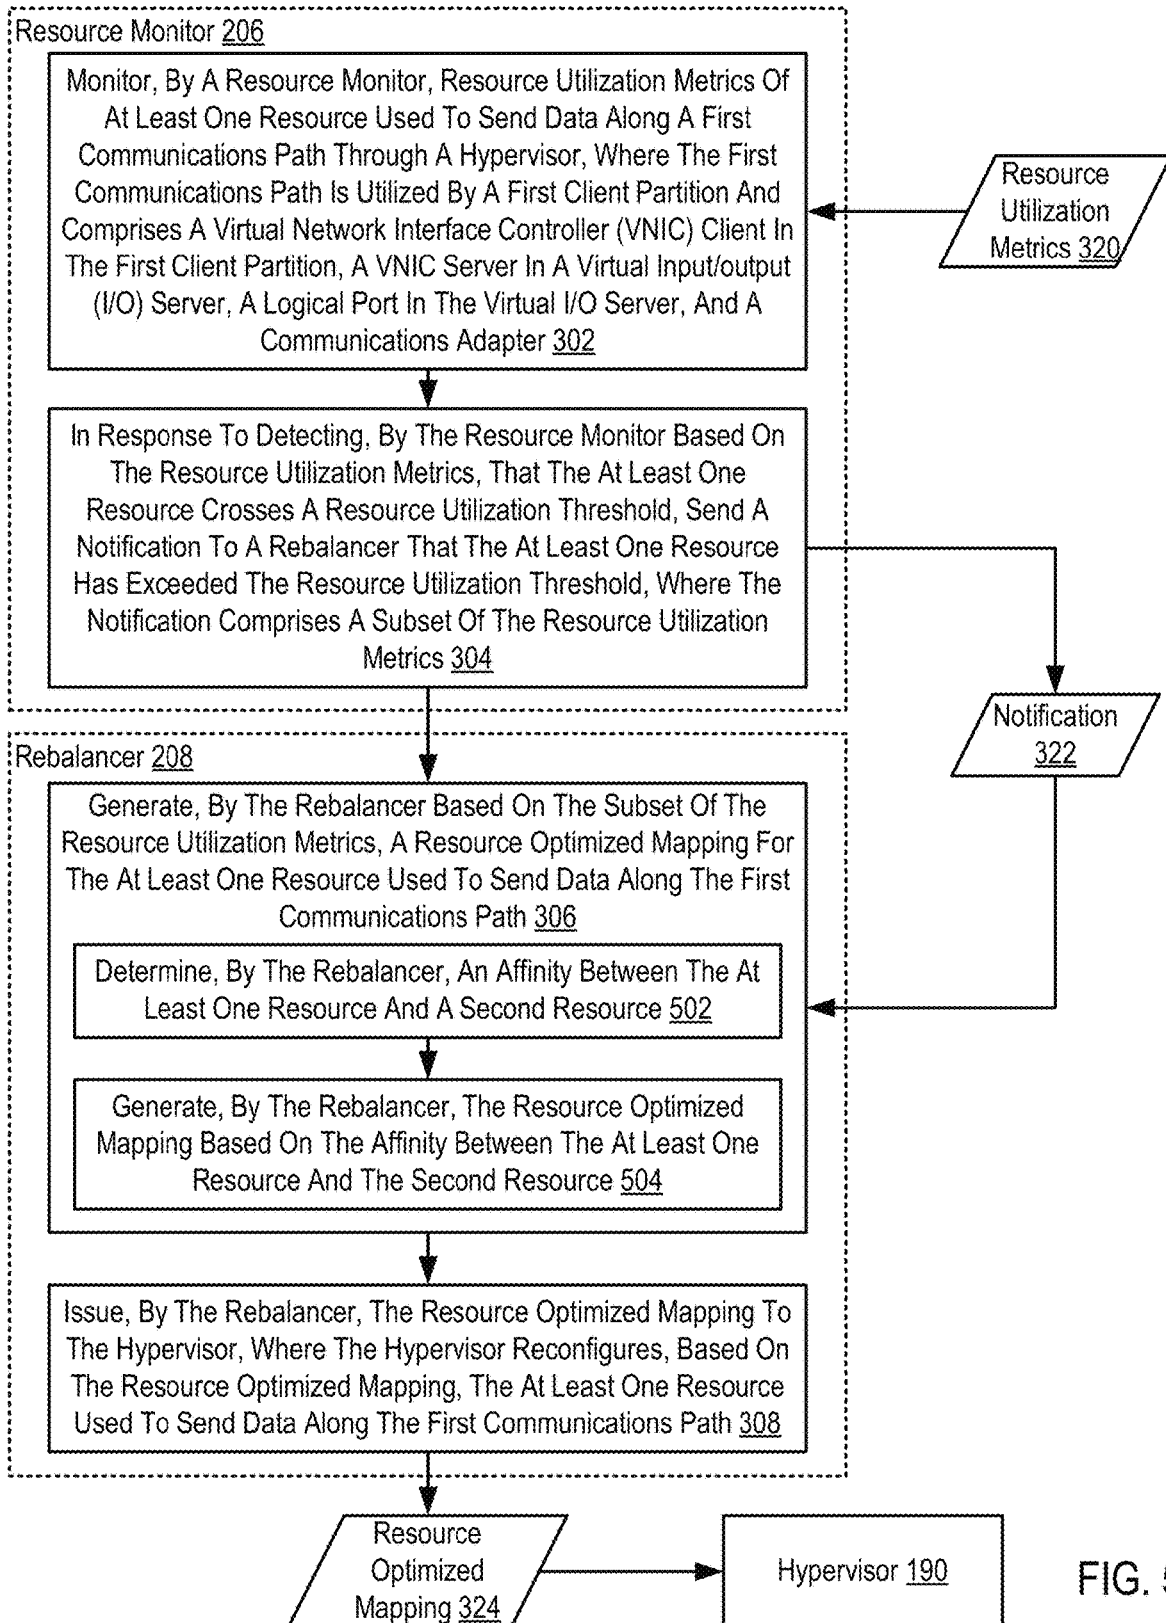 Resource Monitor 206
Monitor, By A Resource Monitor, Resource Utilization Metrics Of
At Least One Resource Used To Send Data Along A First
Communications Path Through A Hypervisor, Where The First
Communications Path Is Utilized By A First Client Partition And
Comprises A Virtual Network Interface Controller (VNIC) Client In
The First Client Partition, A VNIC Server In A Virtual Input/output
(I/O) Server, A Logical Port In The Virtual I/O Server, And A
Communications Adapter 302
Resource
Utilization
Metrics 320
In Response To Detecting, By The Resource Monitor Based On
The Resource Utilization Metrics, That The At Least One
Resource Crosses A Resource Utilization Threshold, Send A
Notification To A Rebalancer That The At Least One Resource
Has Exceeded The Resource Utilization Threshold, Where The
Notification Comprises A Subset Of The Resource Utilization
Metrics 304
Notification
322
Rebalancer 208
Generate, By The Rebalancer Based On The Subset Of The
Resource Utilization Metrics, A Resource Optimized Mapping For
The At Least One Resource Used To Send Data Along The First
Communications Path 306
Determine, By The Rebalancer, An Affinity Between The At
Least One Resource And A Second Resource 502
Generate, By The Rebalancer, The Resource Optimized
Mapping Based On The Affinity Between The At Least One
Resource And The Second Resource 504
Issue, By The Rebalancer, The Resource Optimized Mapping To
The Hypervisor, Where The Hypervisor Reconfigures, Based On
The Resource Optimized Mapping, The At Least One Resource
Used To Send Data Along The First Communications Path 308
Resource
Optimized
Mapping 324
Hypervisor 190
FIG. 5